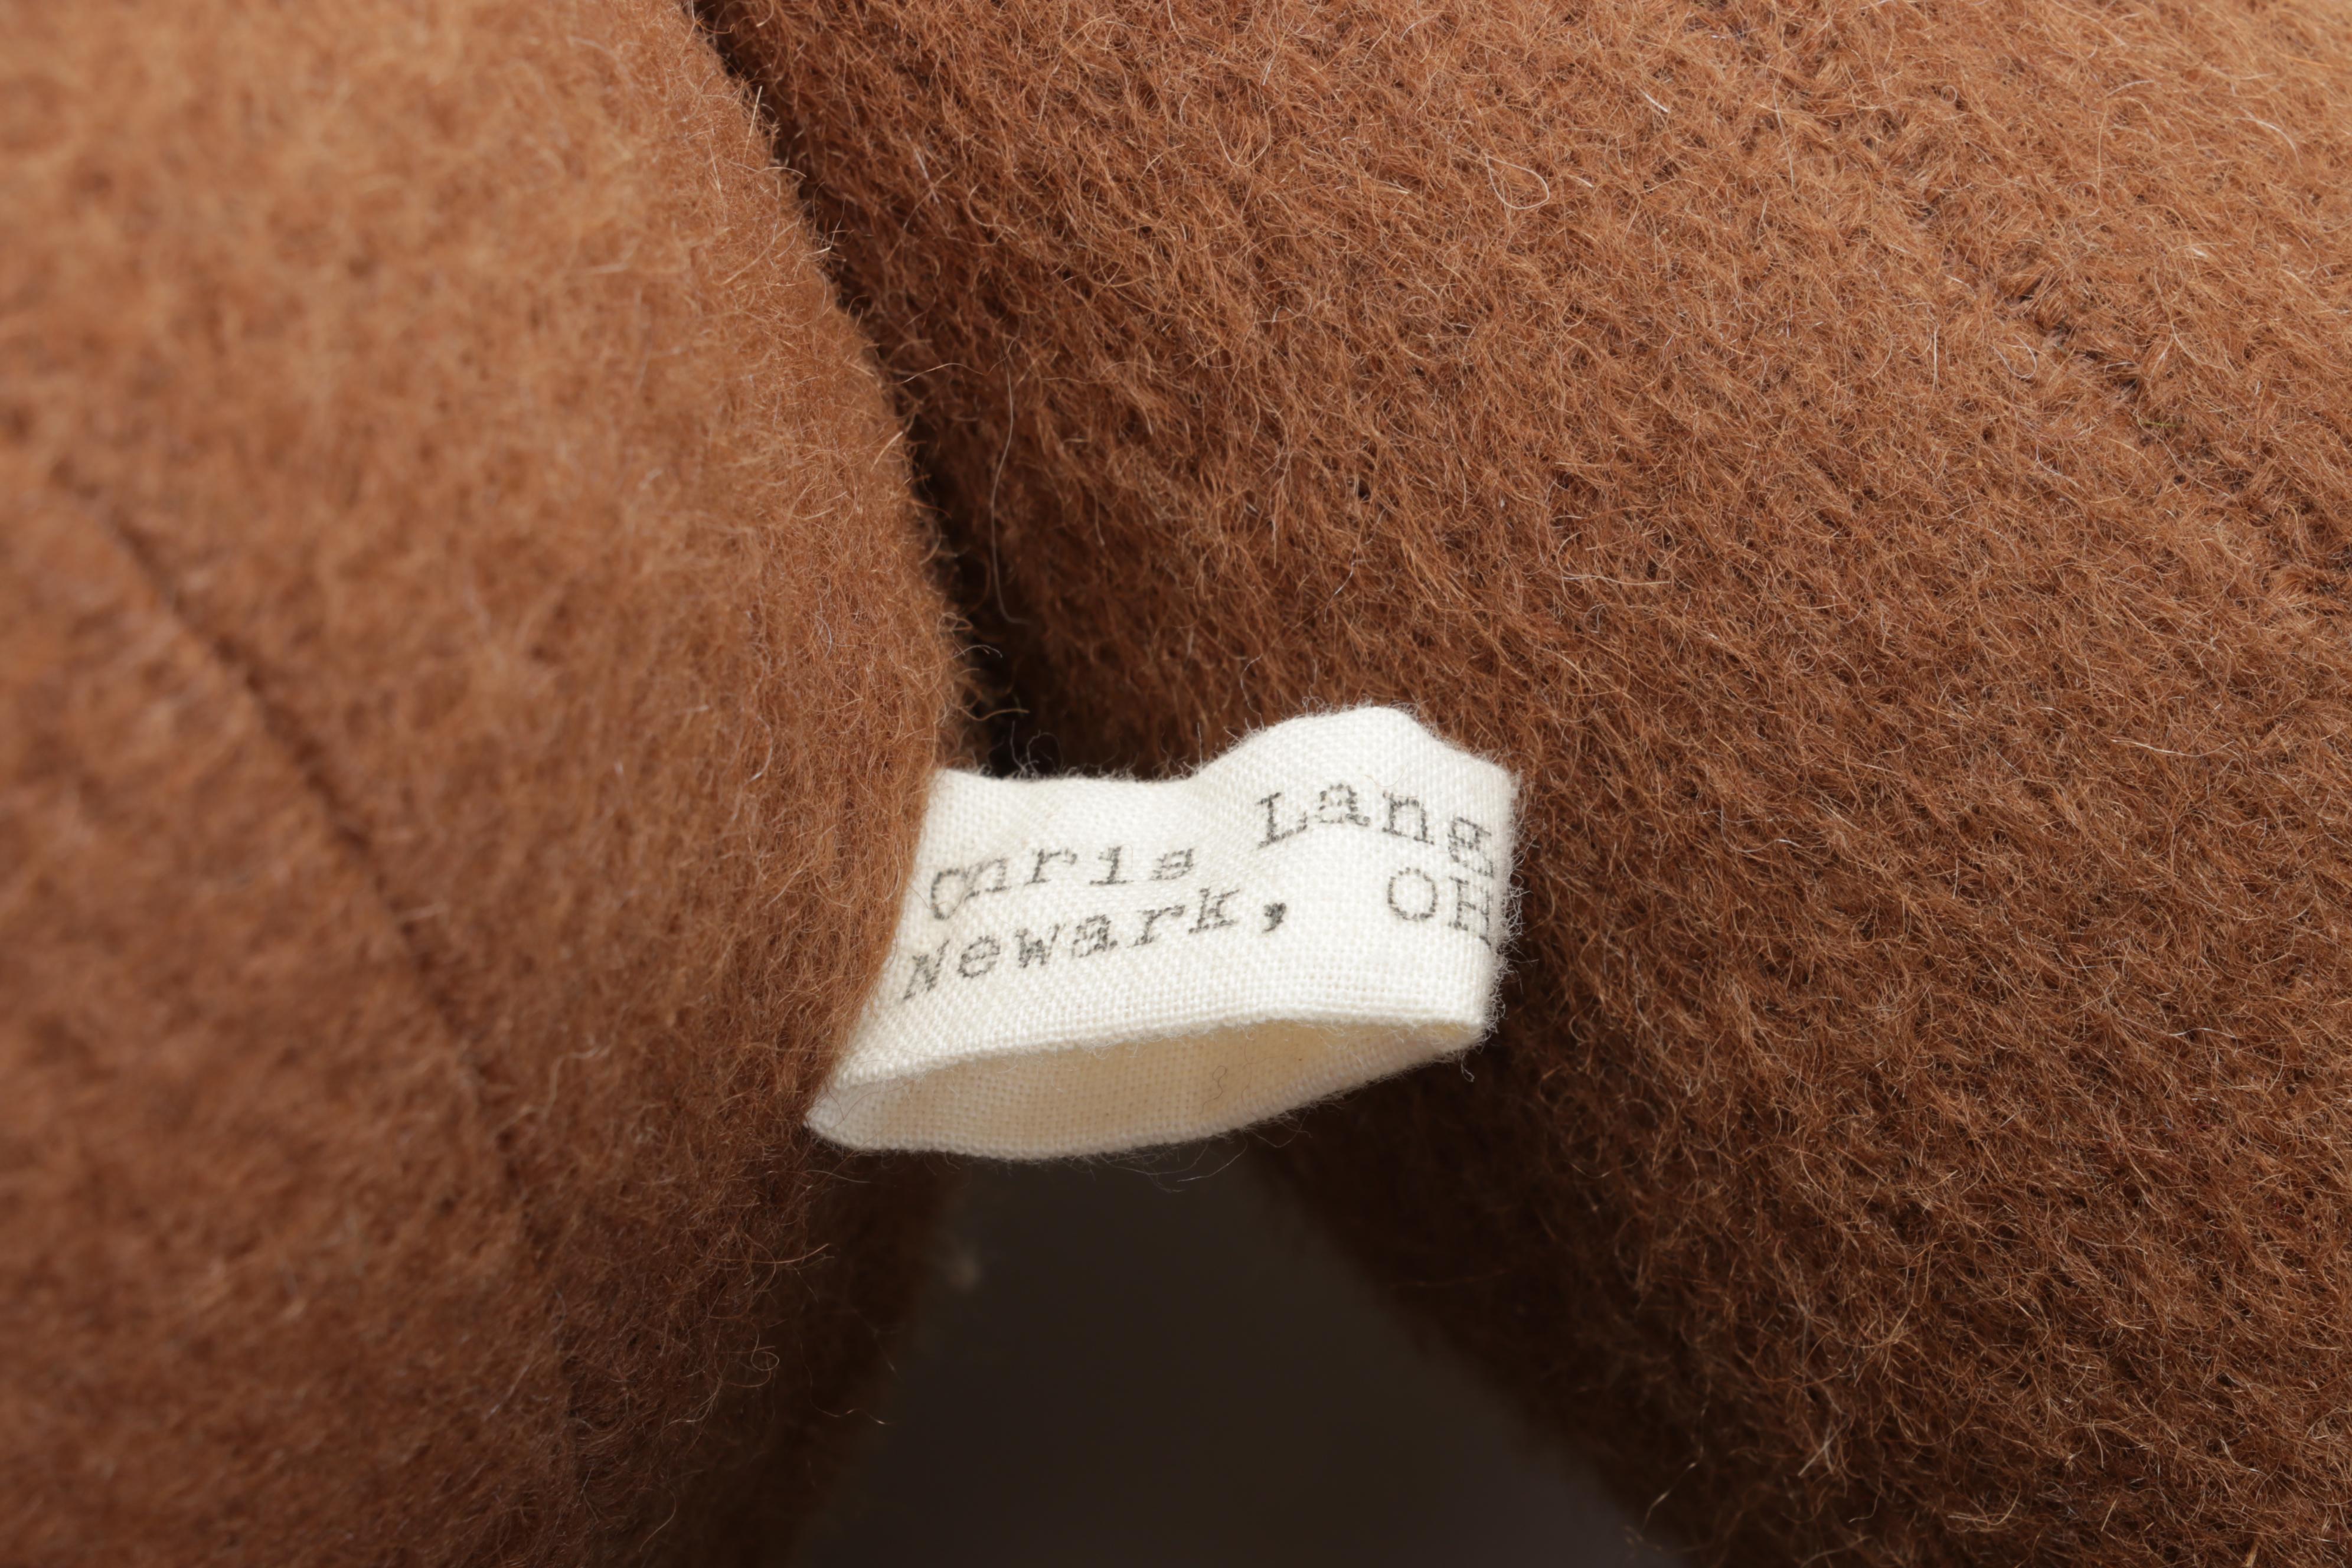 Chris Lang
Newark, OH